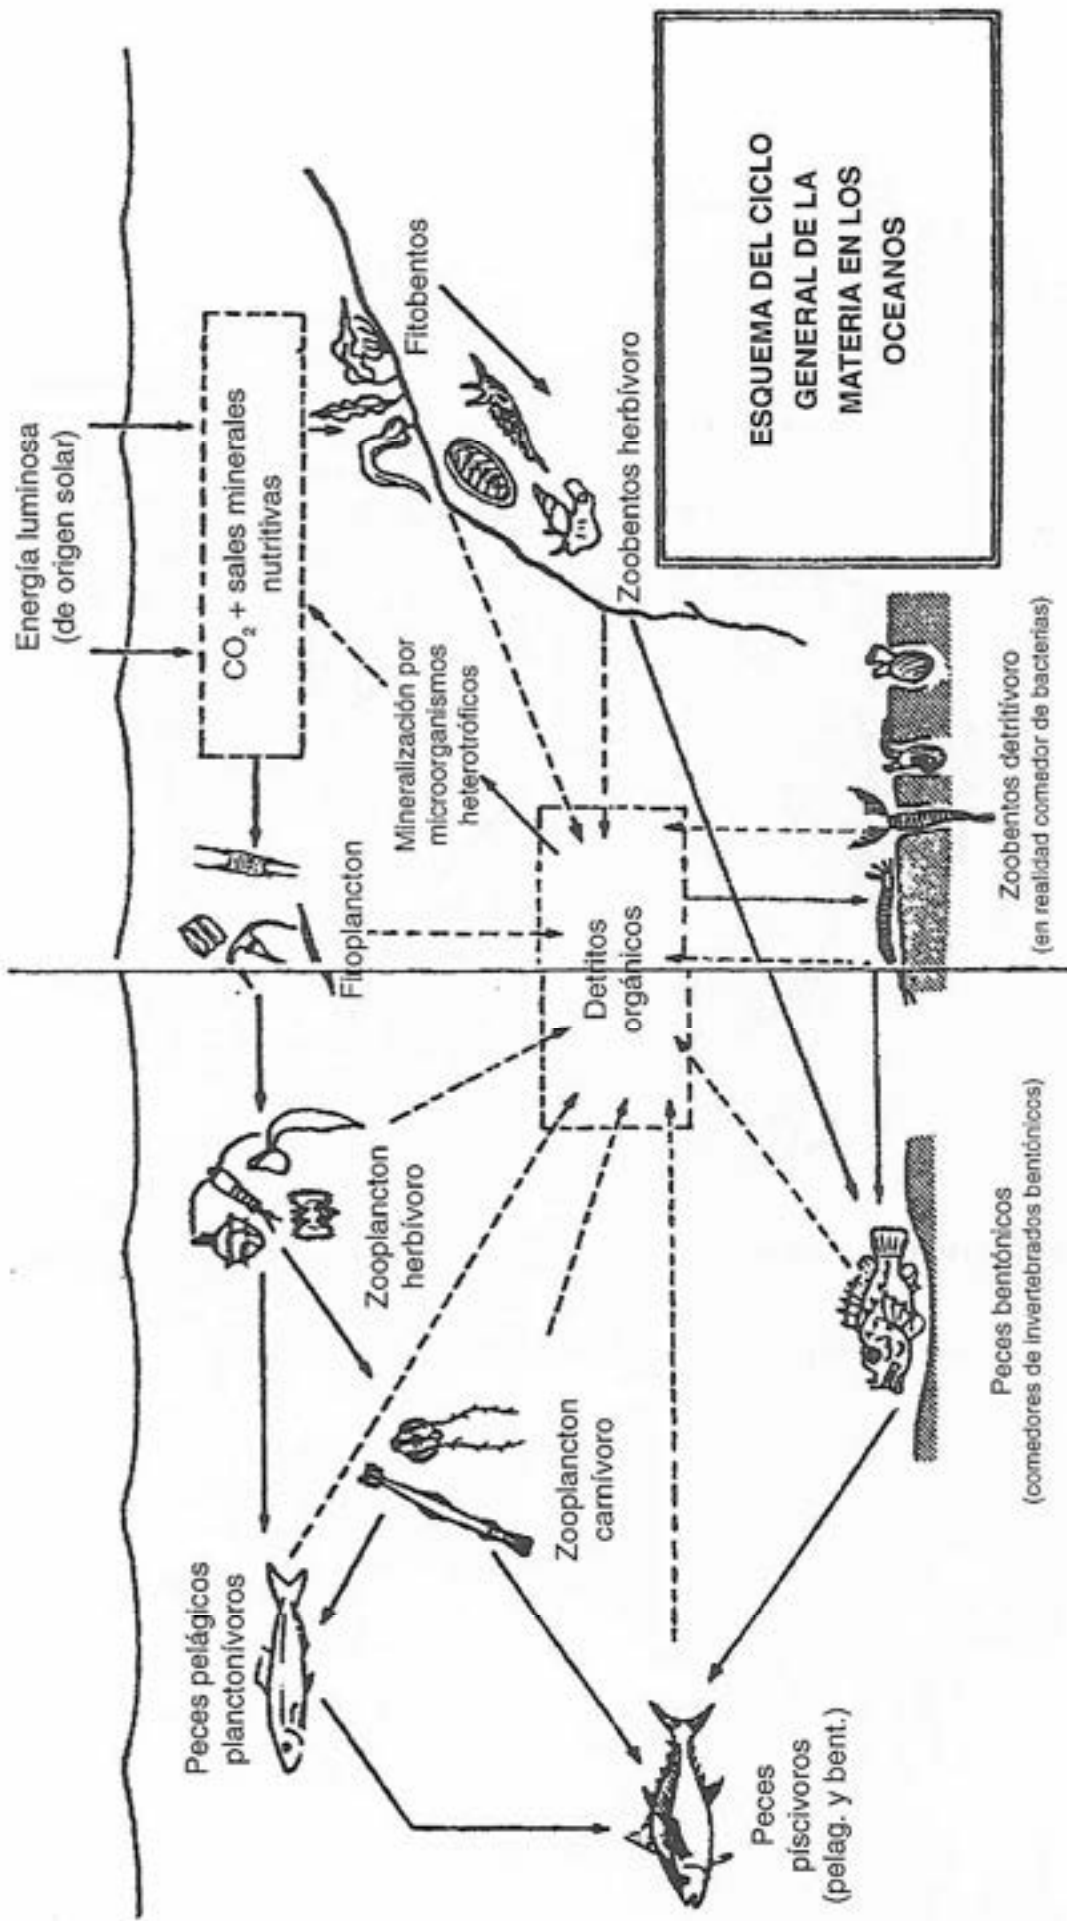 Energía luminosa
(de origen solar)
CO₂ + sales minerales
nutritivas
Peces pelágicos
planctonívoros
Zooplancton
herbívoro
Fitoplancton
Mineralización por
microorganismos
heterotróficos
Fitobentos
Zooplancton
carnívoro
Detritos
orgánicos
Zoobentos herbívoro
Peces
piscivoros
(pelag. y bent.)
Peces bentónicos
(comedores de invertebrados bentónicos)
Zoobentos detritívoro
(en realidad comedor de bacterias)
ESQUEMA DEL CICLO
GENERAL DE LA
MATERIA EN LOS
OCEANOS